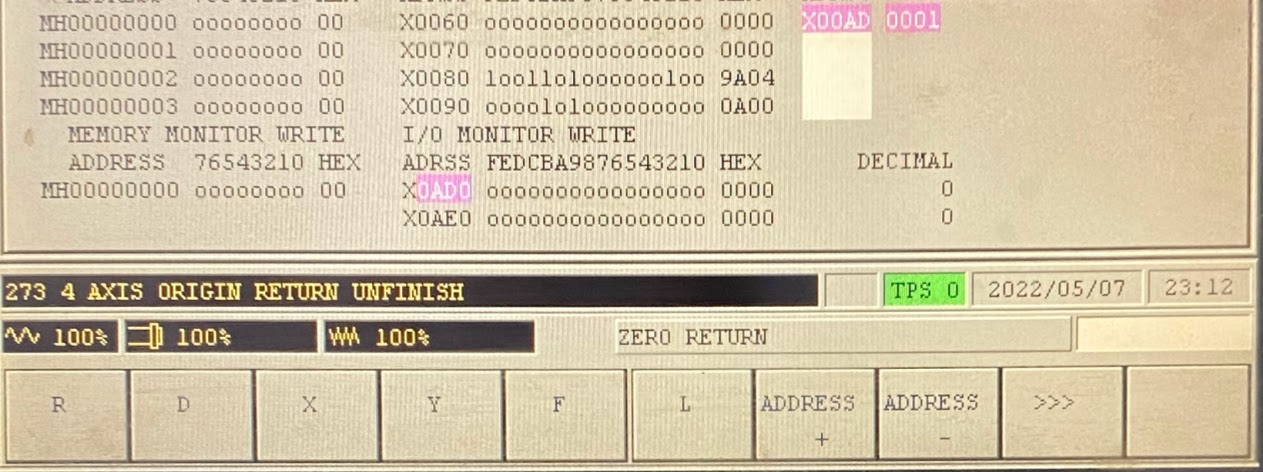 MH00000000 oooooooo 00 X0060 oooooooooooooooo 0000 X00AD 0001
MH00000001 oooooooo 00 X0070 oooooooooooooooo 0000
MH00000002 oooooooo 00 X0080 loollolooooooloo 9A04
MH00000003 oooooooo 00 X0090 oooolololooooooooo 0A00
MEMORY MONITOR WRITE I/O MONITOR WRITE
ADDRESS 76543210 HEX ADRSS FEDCBA9876543210 HEX DECIMAL
MH00000000 oooooooo 00 X0AD0 oooooooooooooooo 0000 0
X0AE0 oooooooooooooooo 0000 0
273 4 AXIS ORIGIN RETURN UNFINISH TPS 0 2022/05/07 23:12
100% 100% 100% ZERO RETURN
R D X Y F L ADDRESS + ADDRESS - >>>